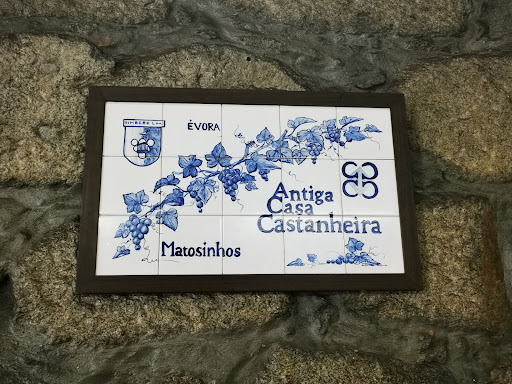 ÉVORA
Antiga
Casa
Castanheira
Matosinhos